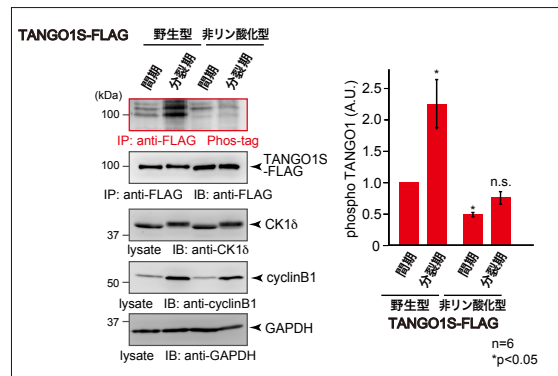 TANGO1S-FLAG
野生型 非リン酸化型
間期 分裂期 間期 分裂期
(kDa)
100
IP: anti-FLAG Phos-tag
100
TANGO1S
-FLAG
IP: anti-FLAG IB: anti-FLAG
37
CK1δ
lysate IB: anti-CK1δ
50
cyclinB1
lysate IB: anti-cyclinB1
37
GAPDH
lysate IB: anti-GAPDH
phospho TANGO1 (A.U.)
2.5
2.0
1.5
1.0
0.5
0
*
*
n.s.
間期 分裂期 間期 分裂期
野生型 非リン酸化型
TANGO1S-FLAG
n=6
*p<0.05